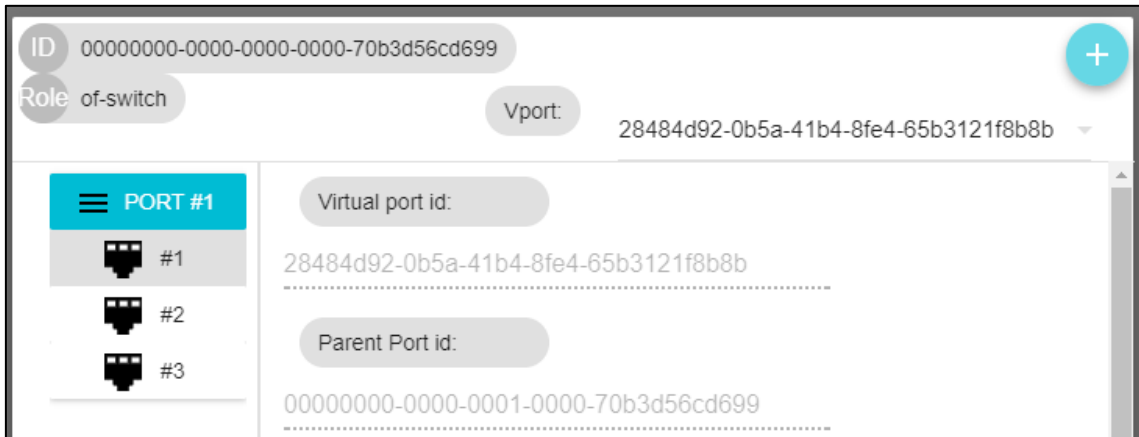 ID 00000000-0000-0000-0000-70b3d56cd699
+
Role of-switch
Vport: 28484d92-0b5a-41b4-8fe4-65b3121f8b8b
PORT #1
#1
#2
#3
Virtual port id:
28484d92-0b5a-41b4-8fe4-65b3121f8b8b
Parent Port id:
00000000-0000-0001-0000-70b3d56cd699